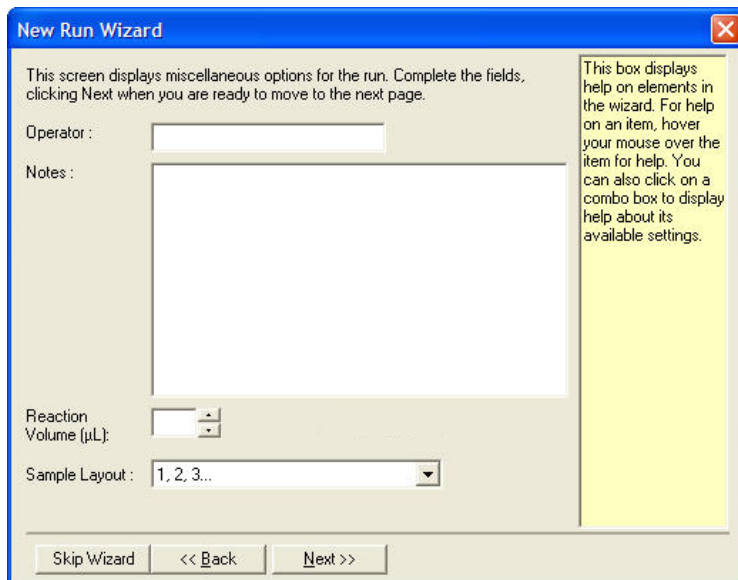 New Run Wizard
This screen displays miscellaneous options for the run. Complete the fields,
clicking Next when you are ready to move to the next page.
Operator :
Notes :
Reaction
Volume (µL):
Sample Layout :
1, 2, 3...
This box displays
help on elements in
the wizard. For help
on an item, hover
your mouse over the
item for help. You
can also click on a
combo box to display
help about its
available settings.
Skip Wizard
<< Back
Next >>